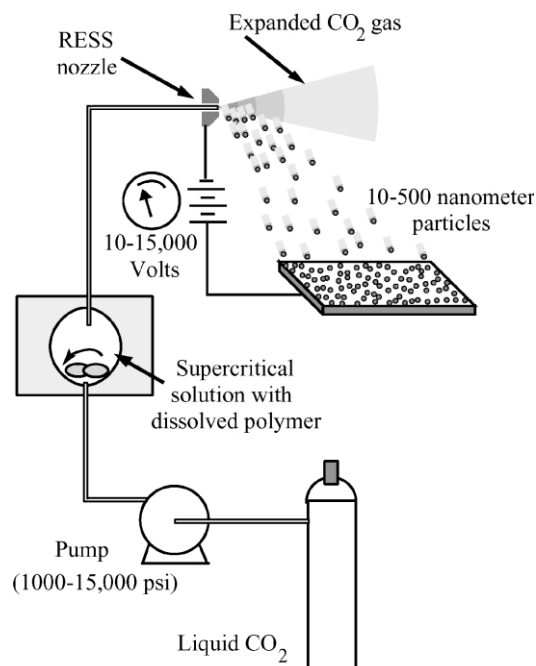 RESS
nozzle
Expanded CO₂ gas
10-15,000
Volts
10-500 nanometer
particles
Supercritical
solution with
dissolved polymer
Pump
(1000-15,000 psi)
Liquid CO₂